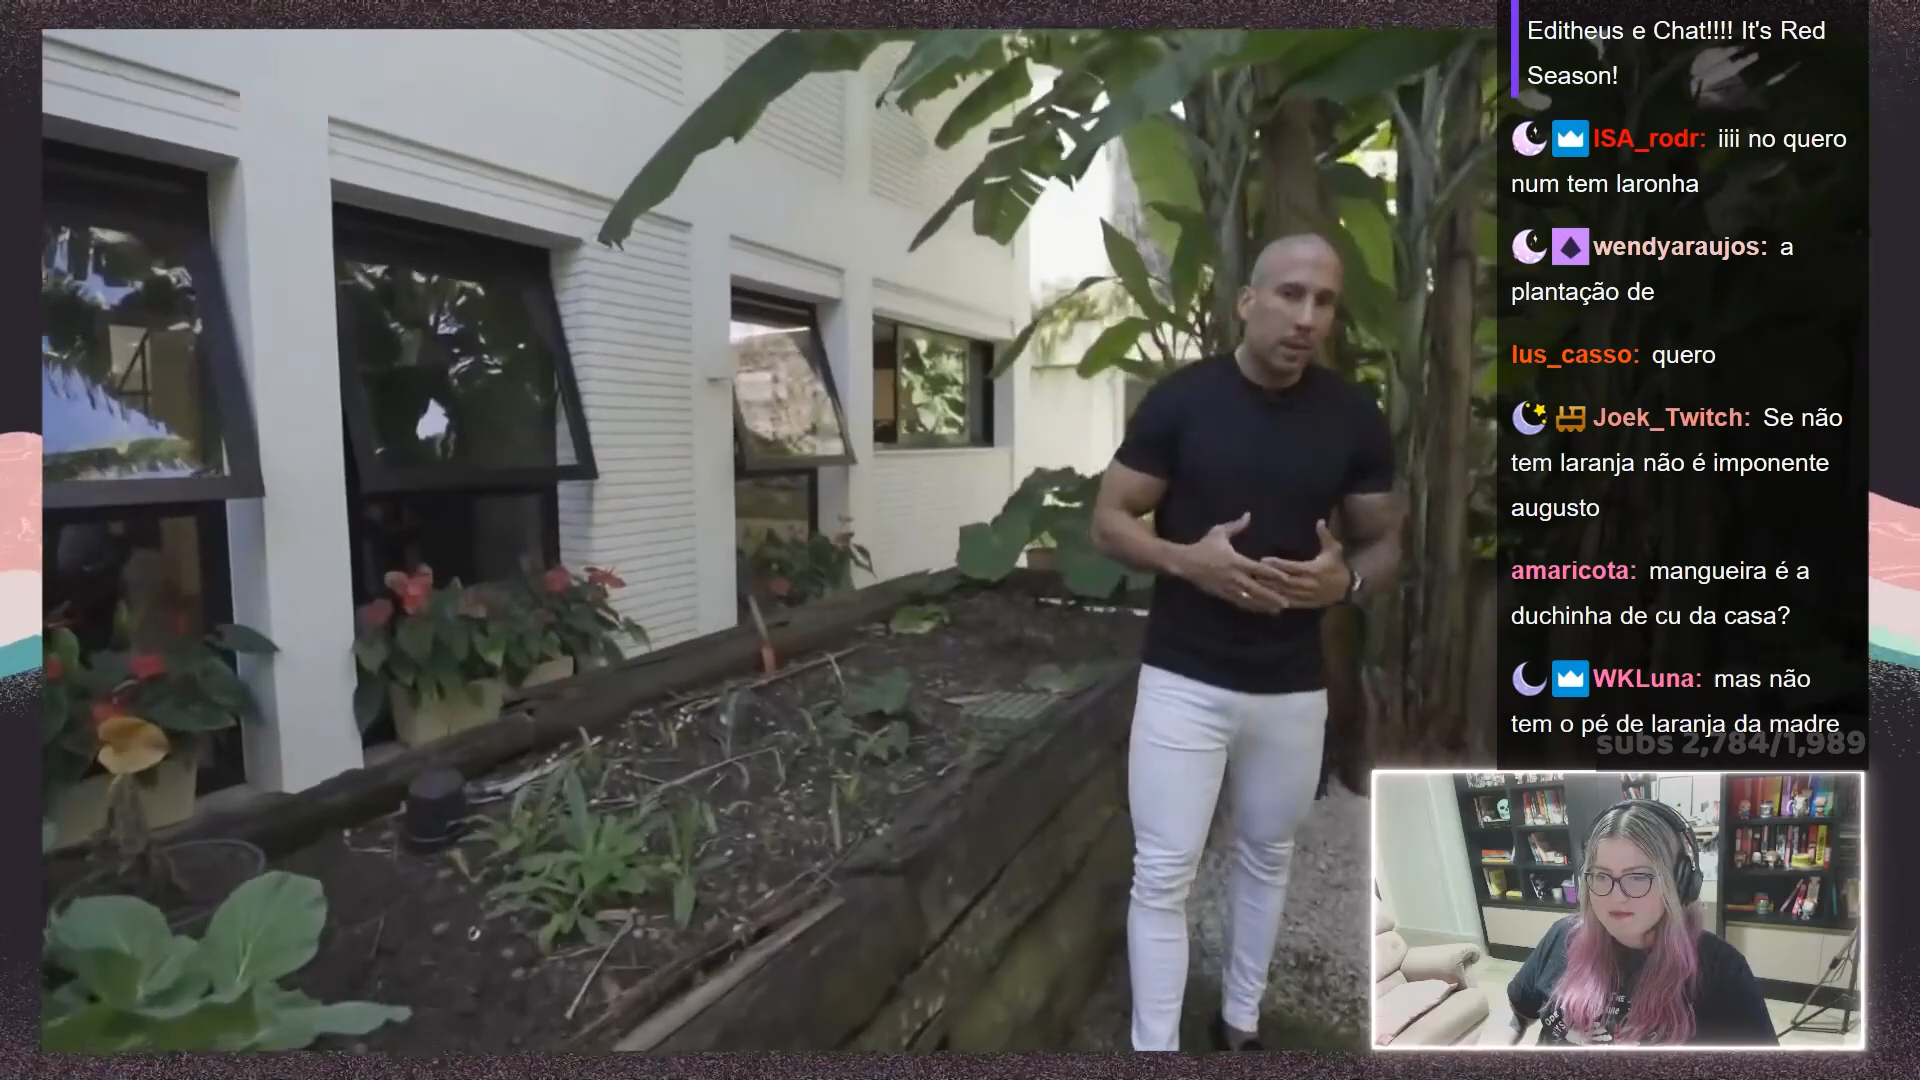 Editheus e Chat!!!! It's Red
Season!
ISA_rodr: iiii no quero
num tem laronha
wendyaraujos: a
plantação de
lus_casso: quero
Joek_Twitch: Se não
tem laranja não é imponente
augusto
amaricota: mangueira é a
duchinha de cu da casa?
WKLuna: mas não
tem o pé de laranja da madre
subs 2,784/1,989